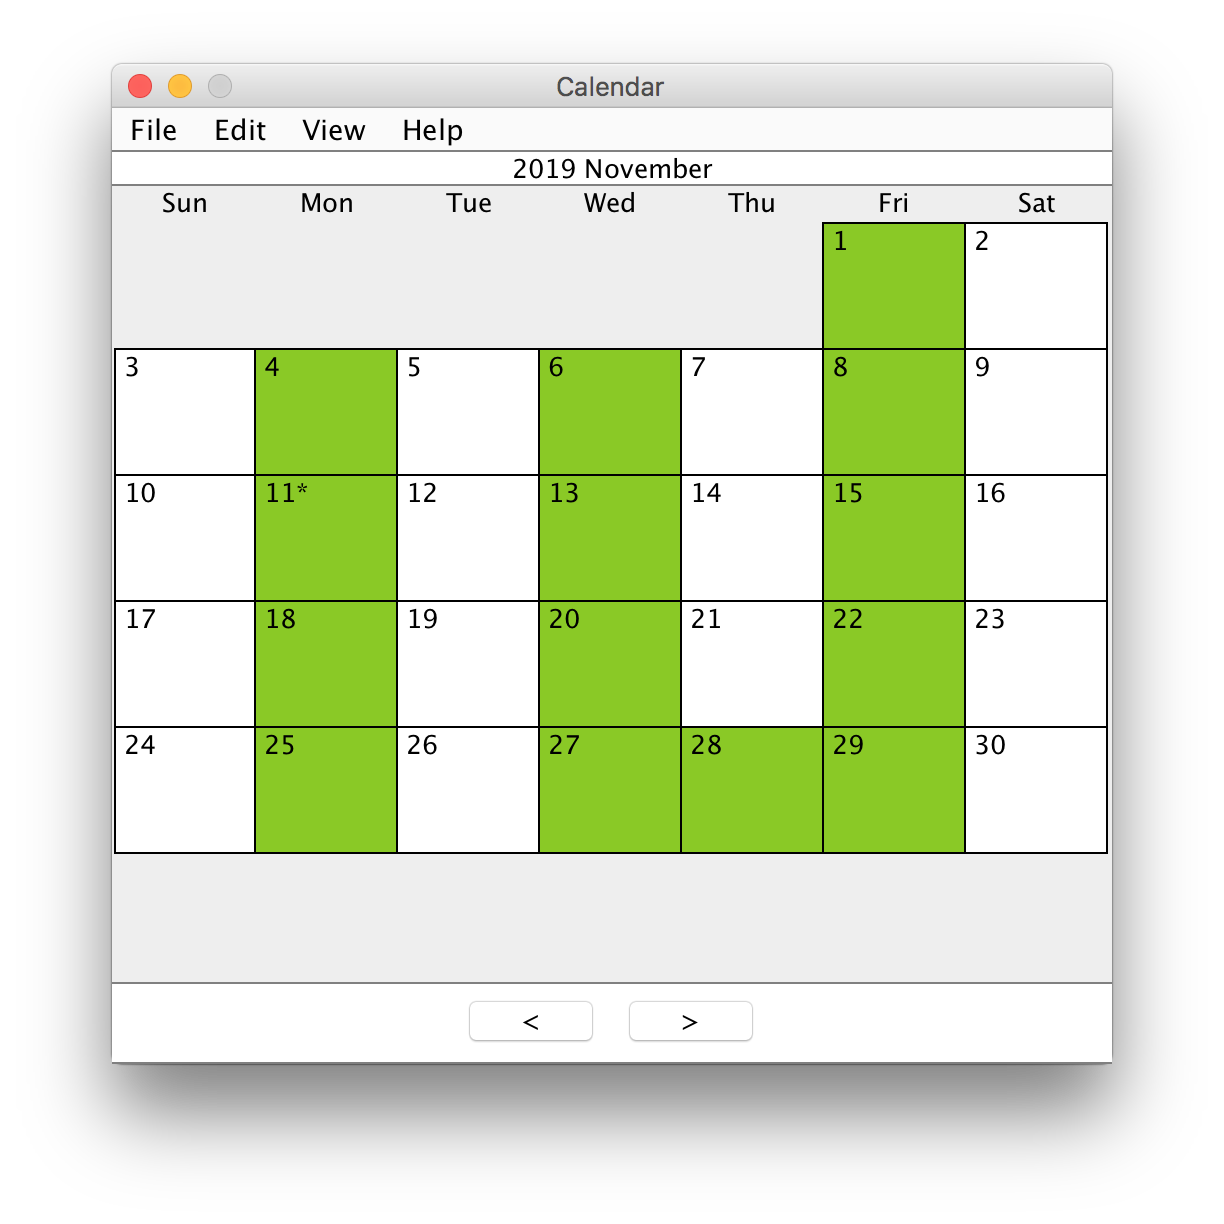 Calendar
File Edit View Help
2019 November
Sun Mon Tue Wed Thu Fri Sat
1 2
3 4 5 6 7 8 9
10 11* 12 13 14 15 16
17 18 19 20 21 22 23
24 25 26 27 28 29 30
< >